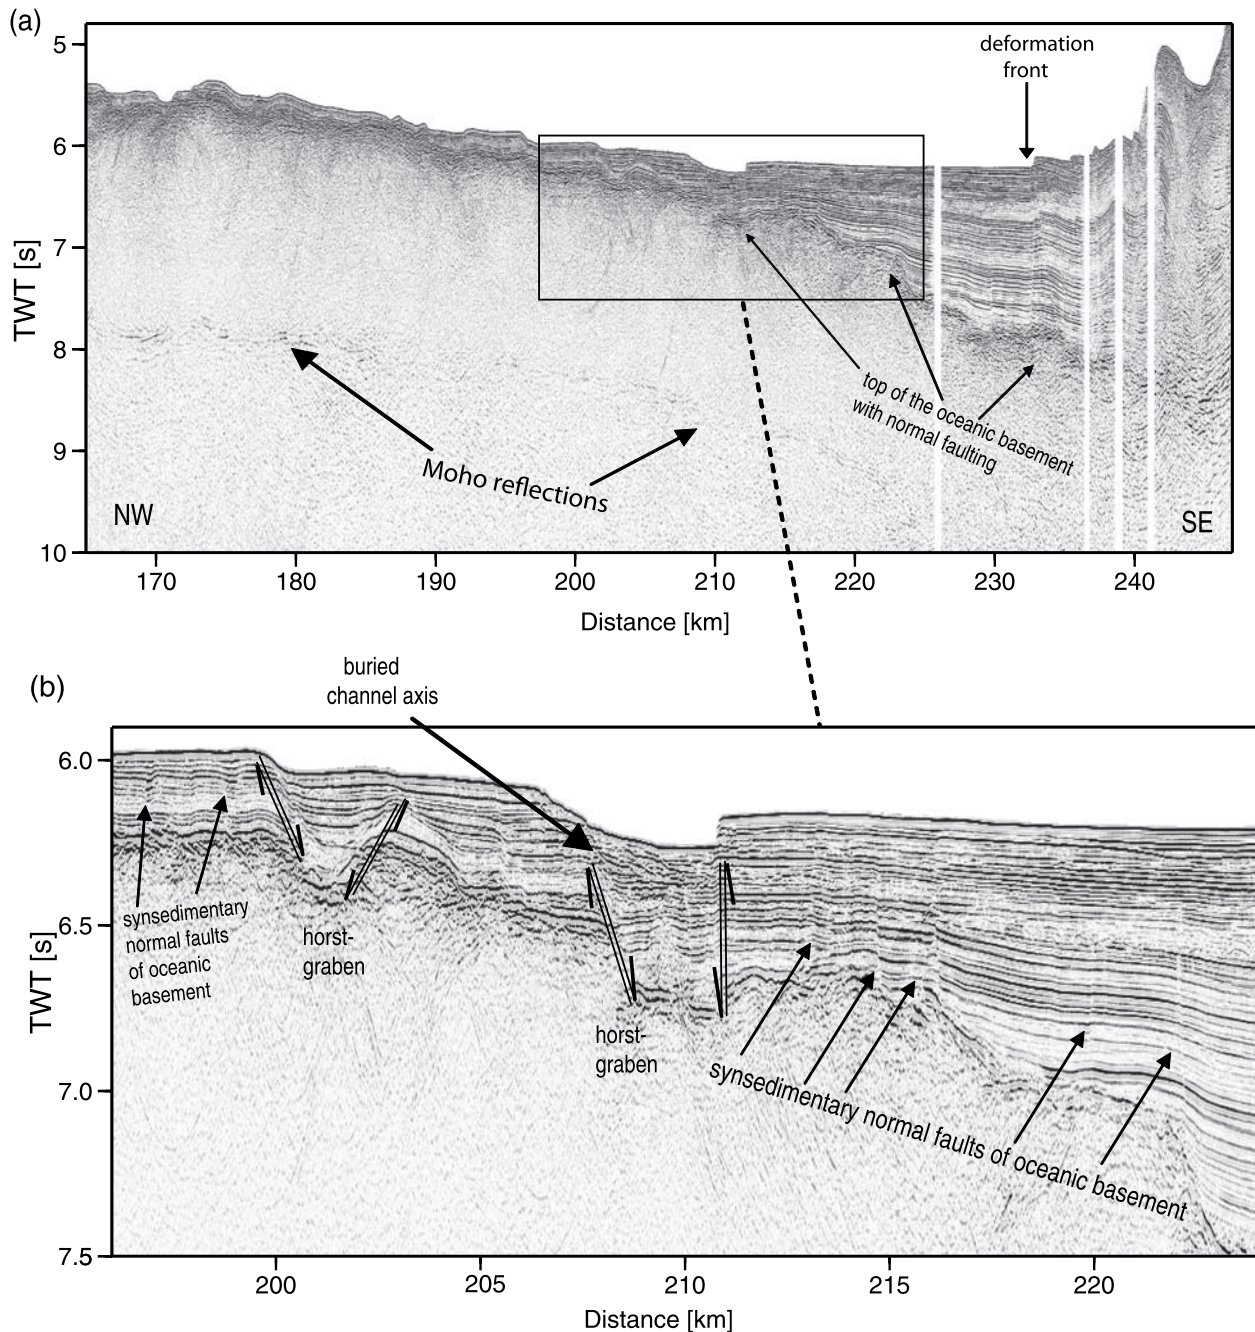 (a)
deformation
front
5
6
7
8
9
10
TWT [s]
top of the oceanic basement
with normal faulting
Moho reflections
NW
SE
170
180
190
200
210
220
230
240
Distance [km]
buried
channel axis
(b)
6.0
6.5
7.0
7.5
TWT [s]
synsedimentary
normal faults
of oceanic
basement
horst-
graben
horst-
graben
synsedimentary normal faults of oceanic basement
200
205
210
215
220
Distance [km]